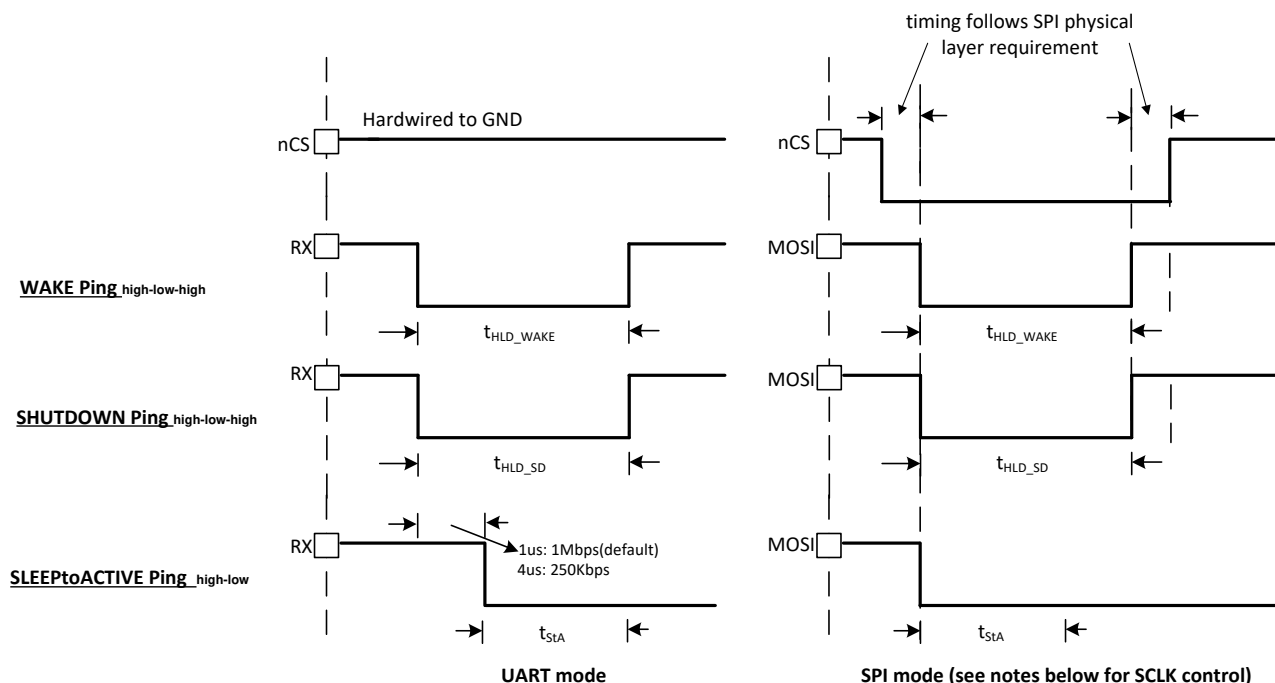 timing follows SPI physical
layer requirement
Hardwired to GND
nCS
nCS
RX
MOSI
WAKE Ping high-low-high
tHLD_WAKE
tHLD_WAKE
RX
MOSI
SHUTDOWN Ping high-low-high
tHLD_SD
tHLD_SD
RX
MOSI
1us: 1Mbps(default)
4us: 250Kbps
SLEEPtoACTIVE Ping high-low
tStA
tStA
UART mode
SPI mode (see notes below for SCLK control)